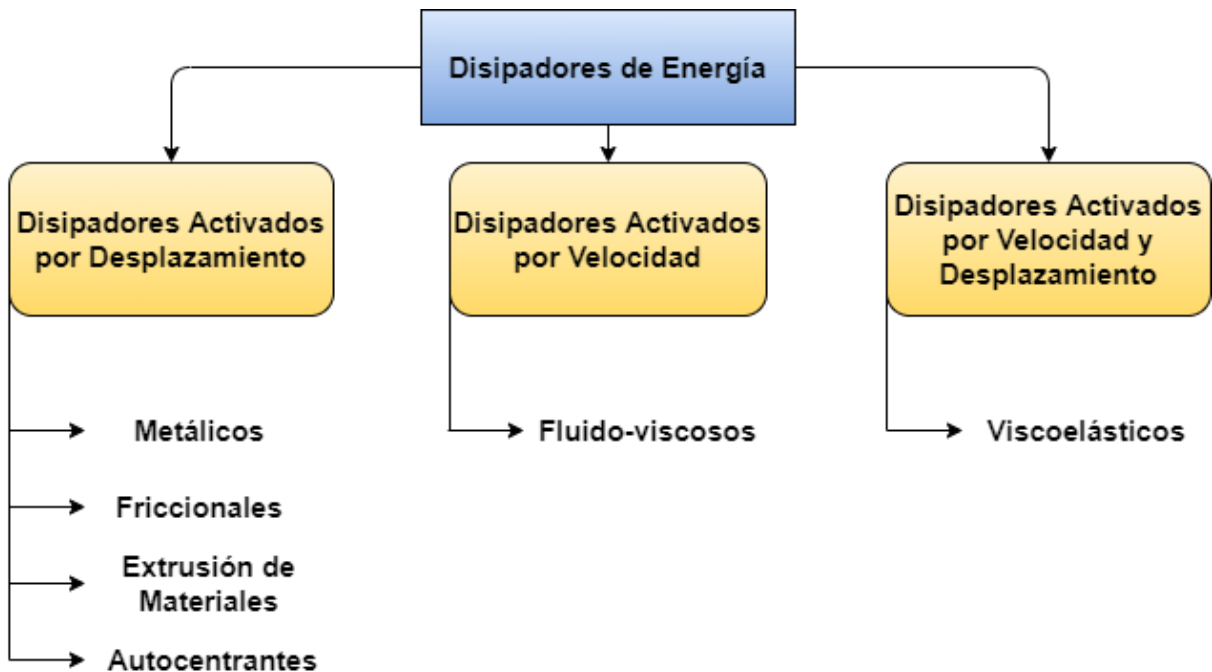 Disipadores de Energía
Disipadores Activados
por Desplazamiento
Disipadores Activados
por Velocidad
Disipadores Activados
por Velocidad y
Desplazamiento
Metálicos
Friccionales
Extrusión de
Materiales
Autocentrantes
Fluido-viscosos
Viscoelásticos